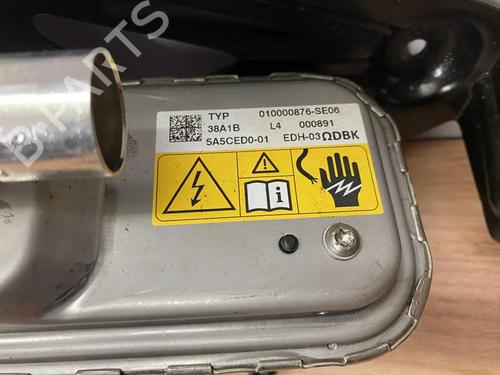 B-PARTS
TYP 010000876-SE06
38A1B L4 000891
5A5CED0-01 EDH-03ΩDBK
i